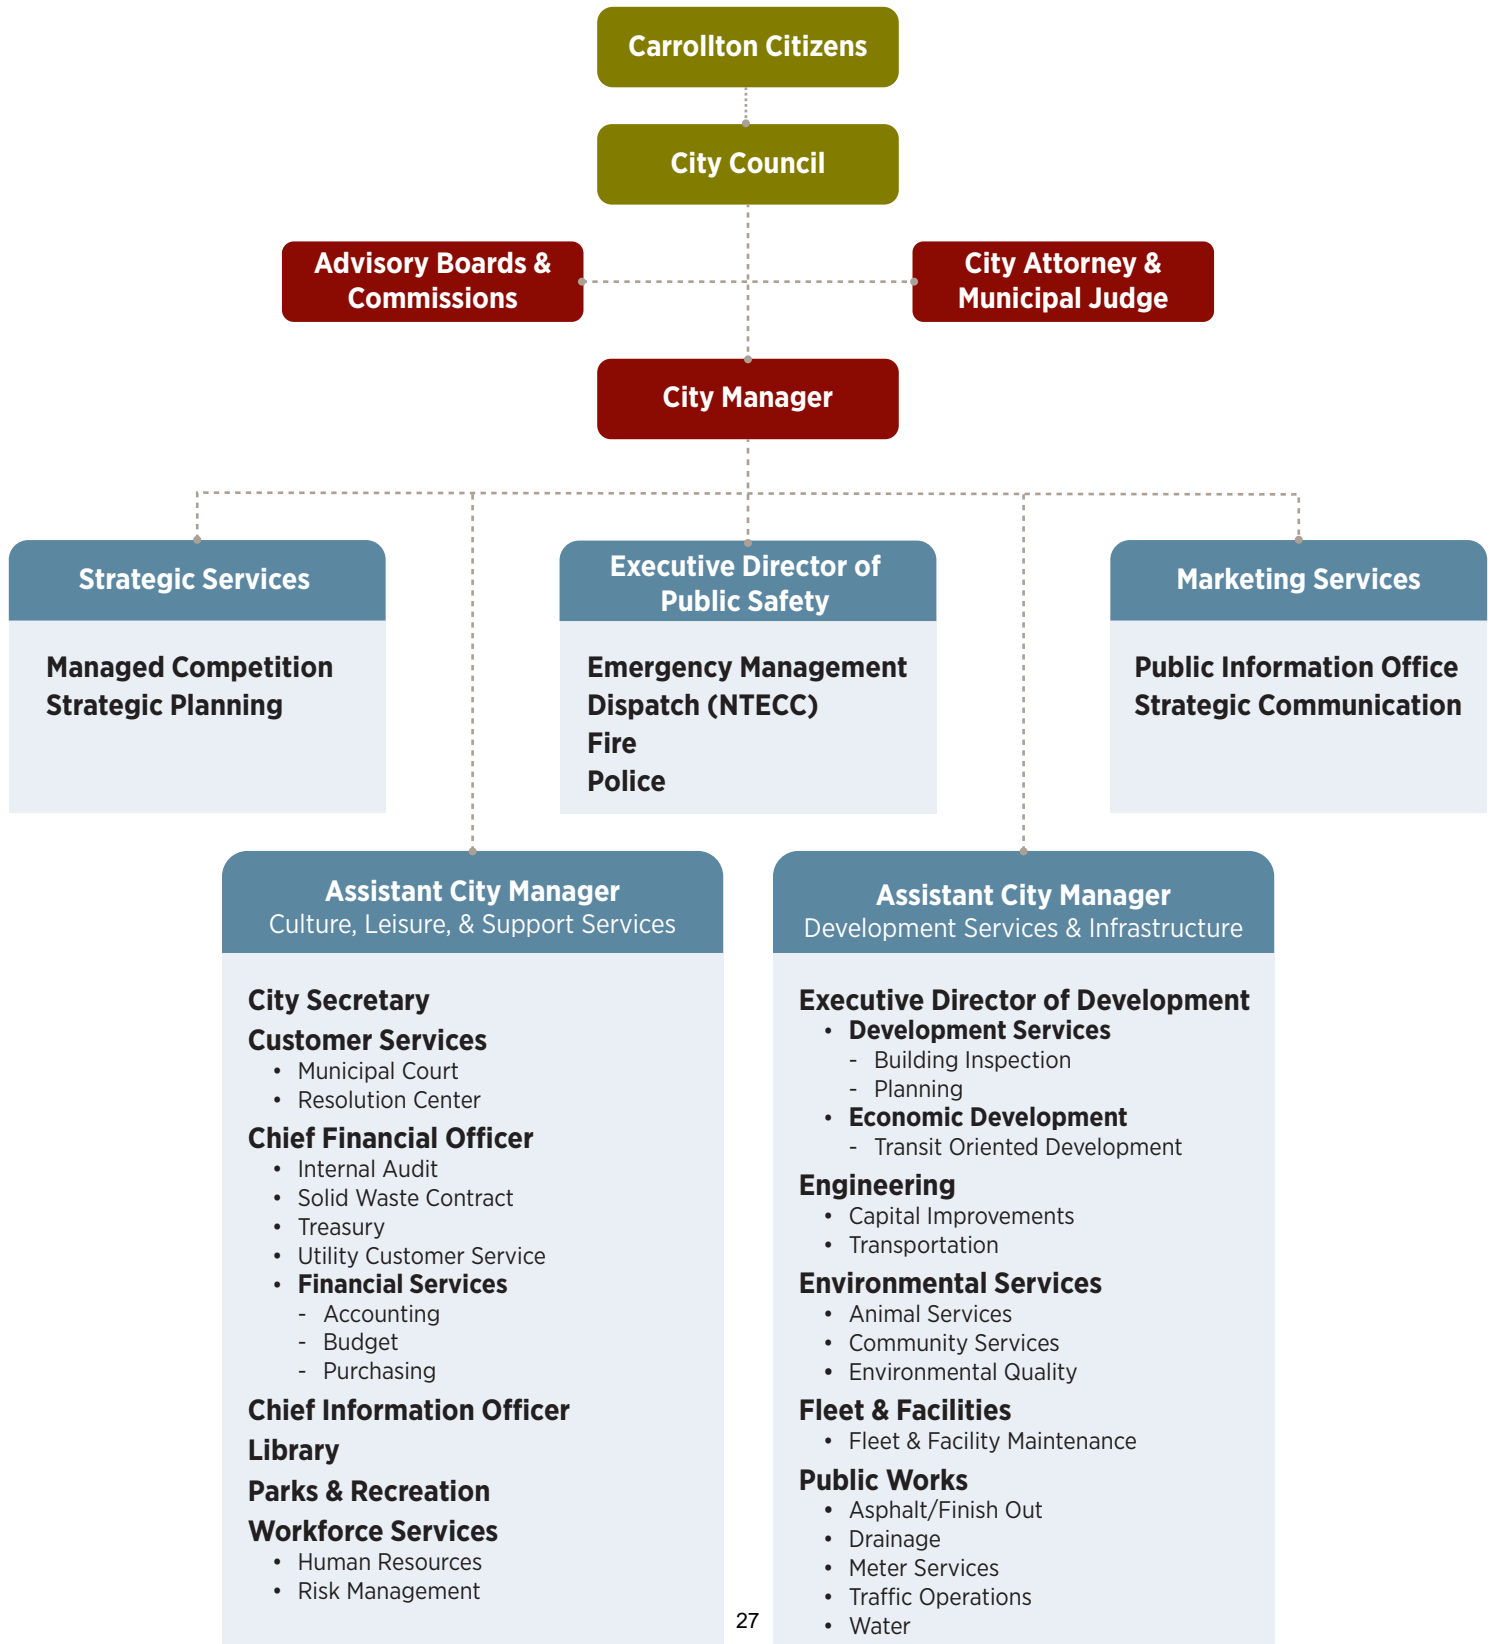 Carrollton Citizens
City Council
Advisory Boards &
Commissions
City Attorney &
Municipal Judge
City Manager
Strategic Services
Managed Competition
Strategic Planning
Executive Director of
Public Safety
Emergency Management
Dispatch (NTECC)
Fire
Police
Marketing Services
Public Information Office
Strategic Communication
Assistant City Manager
Culture, Leisure, & Support Services
City Secretary
Customer Services
• Municipal Court
• Resolution Center
Chief Financial Officer
• Internal Audit
• Solid Waste Contract
• Treasury
• Utility Customer Service
• Financial Services
- Accounting
- Budget
- Purchasing
Chief Information Officer
Library
Parks & Recreation
Workforce Services
• Human Resources
• Risk Management
Assistant City Manager
Development Services & Infrastructure
Executive Director of Development
• Development Services
- Building Inspection
- Planning
• Economic Development
- Transit Oriented Development
Engineering
• Capital Improvements
• Transportation
Environmental Services
• Animal Services
• Community Services
• Environmental Quality
Fleet & Facilities
• Fleet & Facility Maintenance
Public Works
• Asphalt/Finish Out
• Drainage
• Meter Services
• Traffic Operations
• Water
27